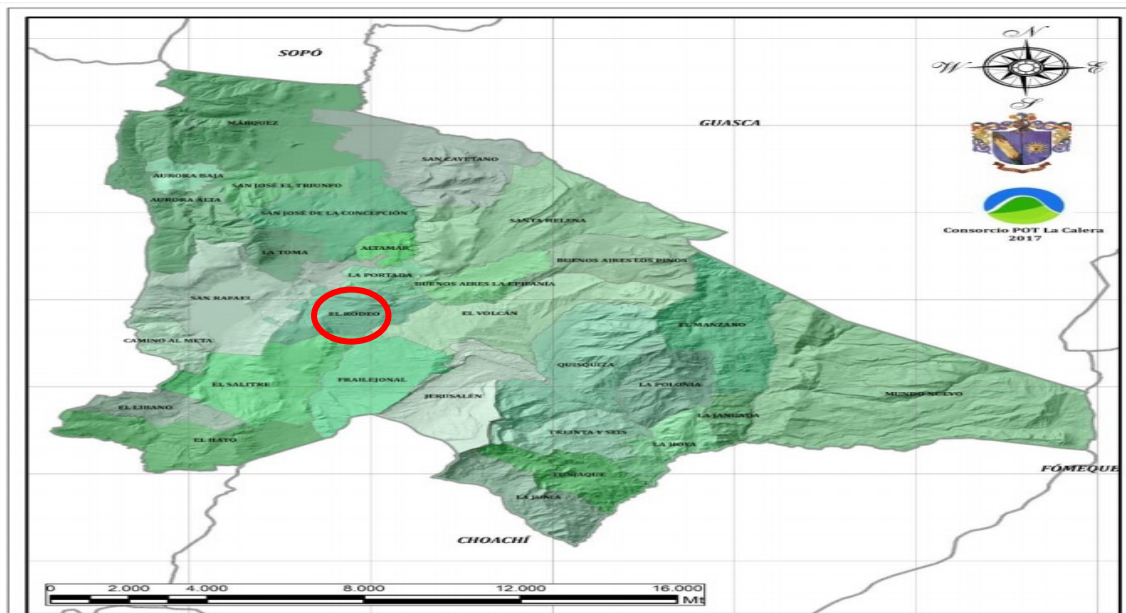 SOPÓ
N
W
E
S
GUASCA
MÁRQUEZ
SAN CAYETANO
AURORA BAJA
SAN JOSÉ EL TRIUNFO
AURORA ALTA
SAN JOSÉ DE LA CONCEPCIÓN
SANTA HELENA
Consorcio POT La Calera
2017
LA TOMA
ALTAMAR
BUENOS AIRES LOS PINOS
LA PORTADA
BUENOS AIRES LA EPIFANÍA
SAN RAFAEL
EL RODEO
EL VOLCÁN
EL MANZANO
CAMINO AL META
QUISQUIZA
EL SALITRE
FRAILEJONAL
LA POLONIA
JERUSALÉN
MUNDO NUEVO
EL LIBANO
LA JANGADA
TREINTA Y SEIS
EL HATO
LA HOYA
FÓMEQUE
TUNJAQUE
LA JUNCA
CHOACHÍ
0 2.000 4.000 8.000 12.000 16.000
Mt